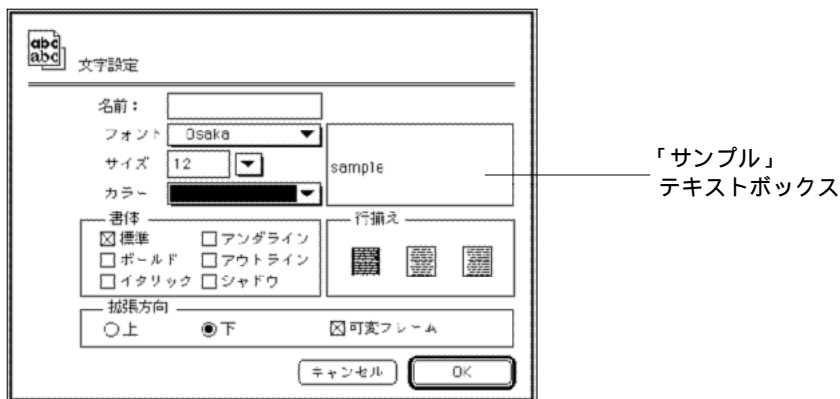 abc
abc
文字設定
名前：
フォント Osaka
サイズ 12
カラー
sample
「サンプル」
テキストボックス
書体
標準 アンダライン
ボールド アウトライン
イタリック シャドウ
行揃え
拡張方向
上 下 可変フレーム
キャンセル OK